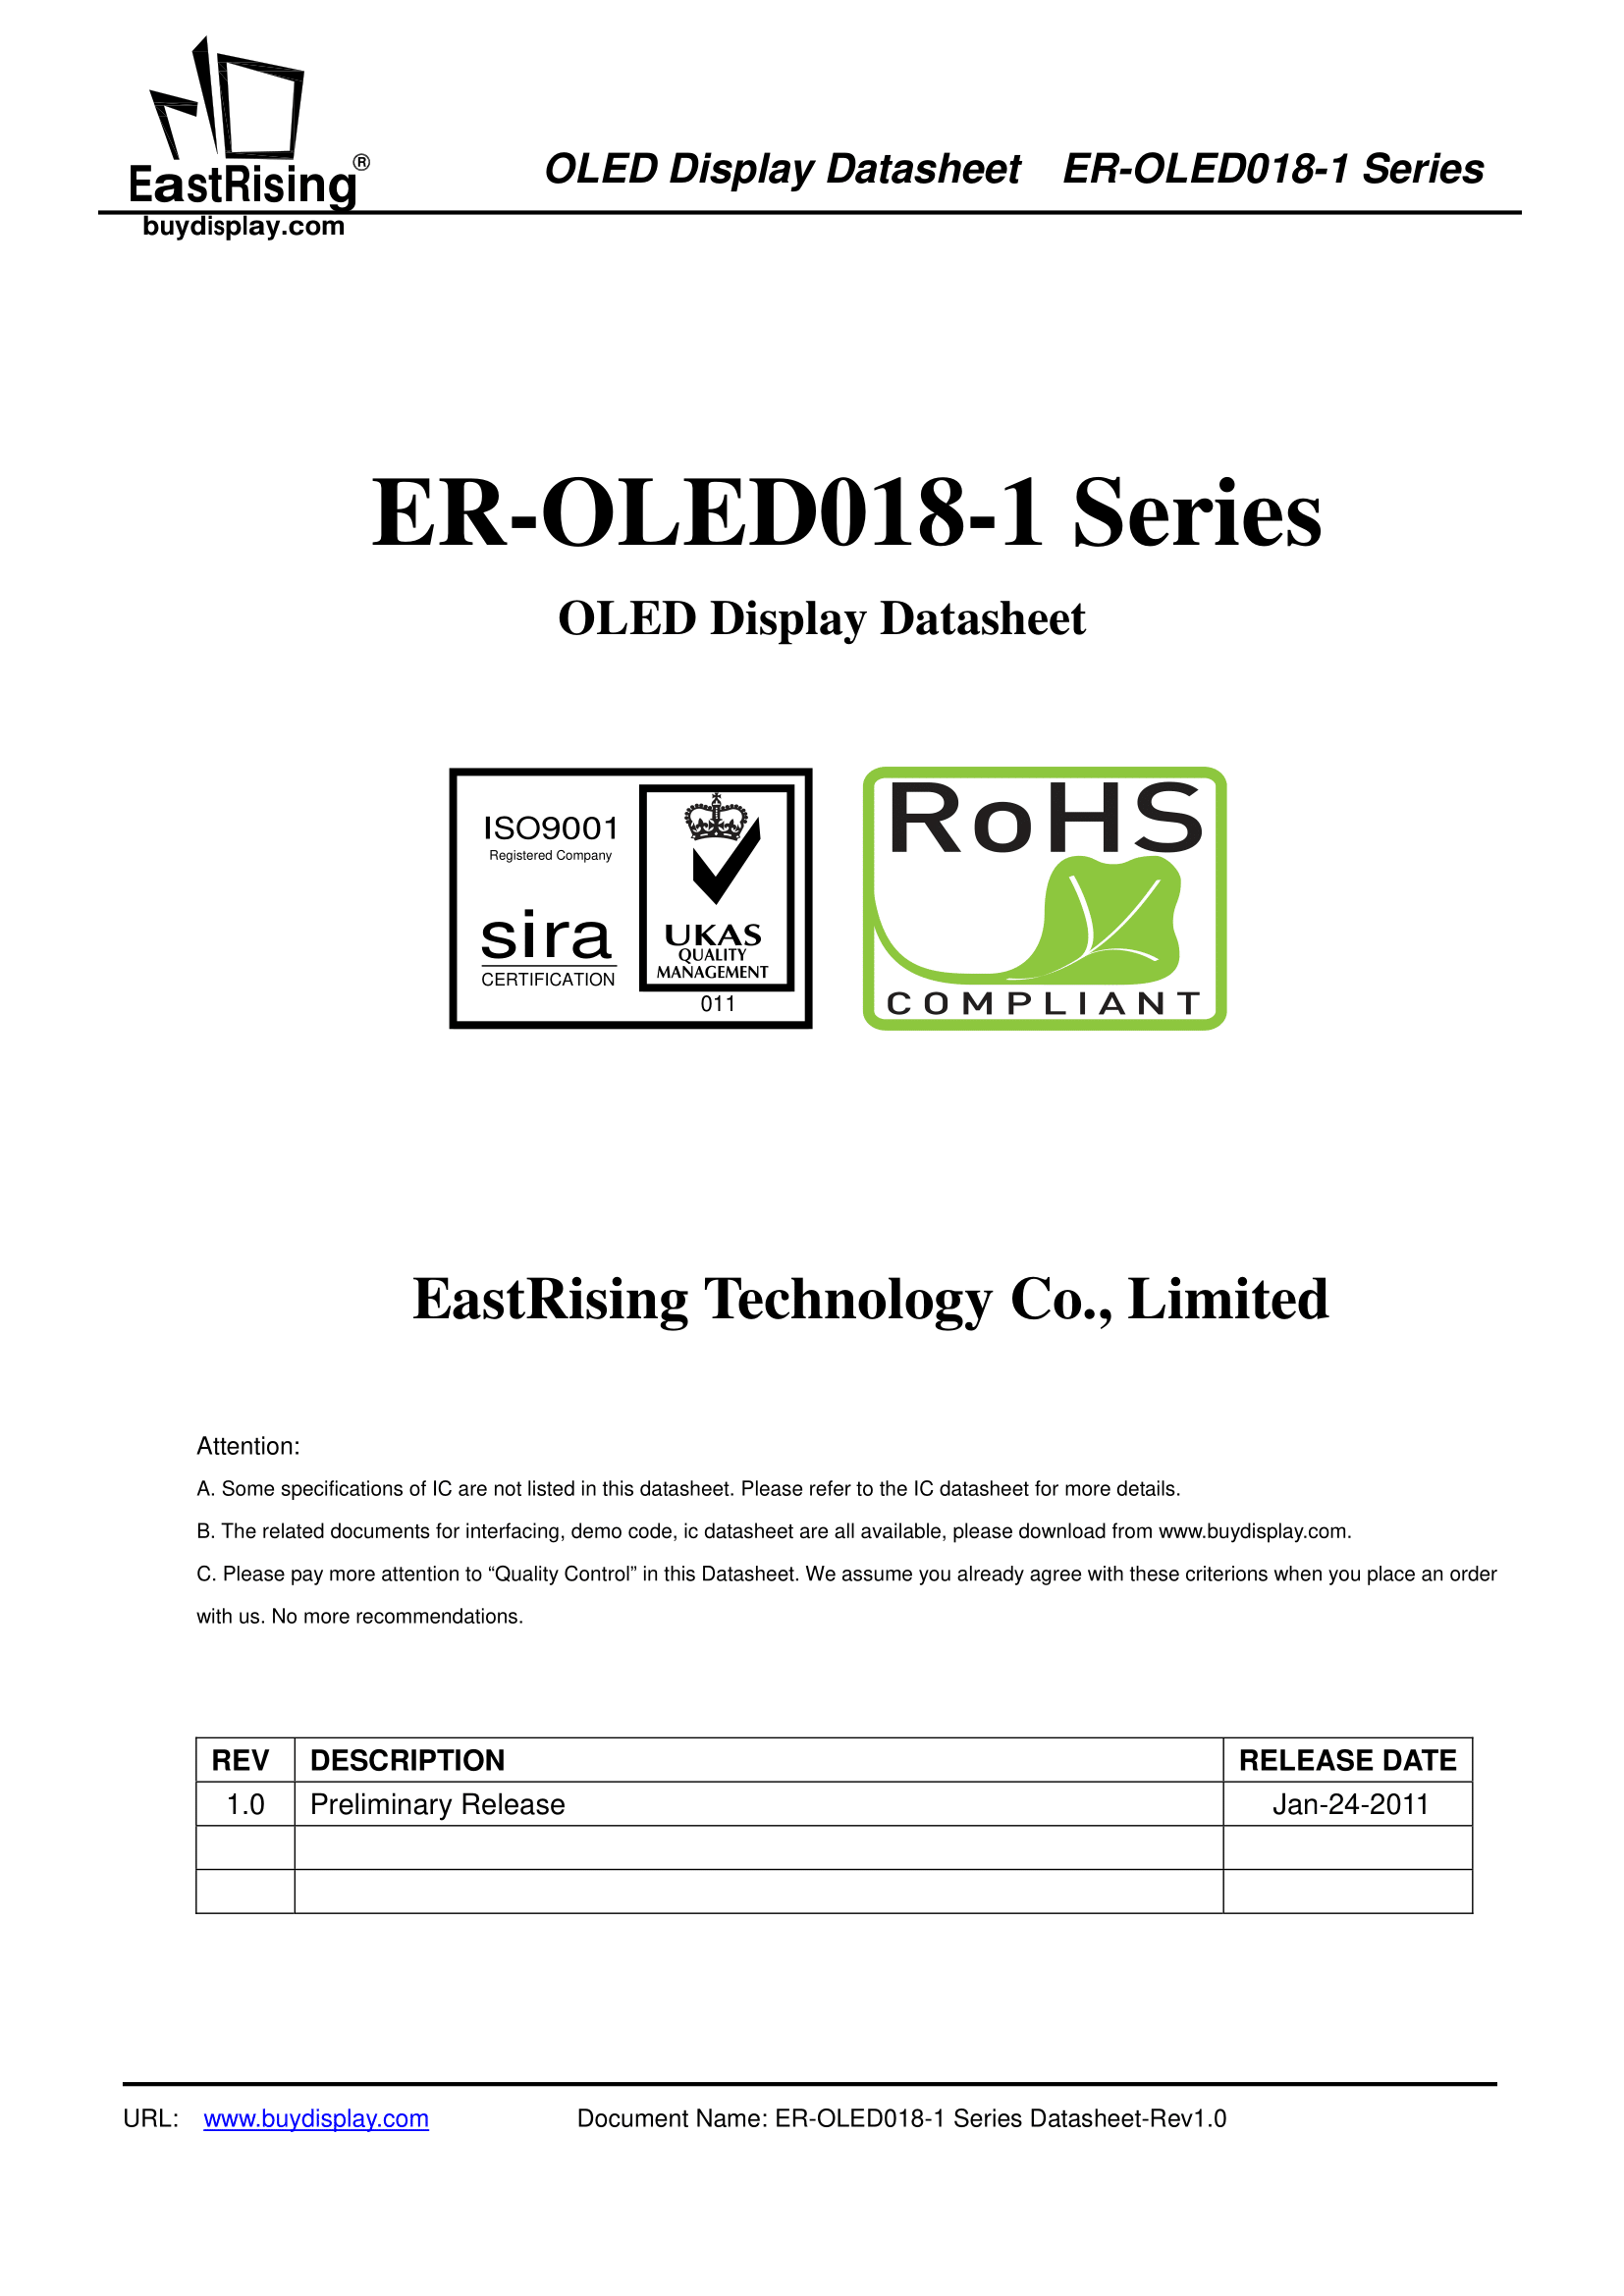 EastRising®
buydisplay.com
OLED Display Datasheet ER-OLED018-1 Series
ER-OLED018-1 Series
OLED Display Datasheet
ISO9001
Registered Company
sira
CERTIFICATION
UKAS
QUALITY
MANAGEMENT
011
RoHS
COMPLIANT
EastRising Technology Co., Limited
Attention:
A. Some specifications of IC are not listed in this datasheet. Please refer to the IC datasheet for more details.
B. The related documents for interfacing, demo code, ic datasheet are all available, please download from www.buydisplay.com.
C. Please pay more attention to “Quality Control” in this Datasheet. We assume you already agree with these criterions when you place an order
with us. No more recommendations.
REV DESCRIPTION RELEASE DATE
1.0 Preliminary Release Jan-24-2011
URL: www.buydisplay.com Document Name: ER-OLED018-1 Series Datasheet-Rev1.0